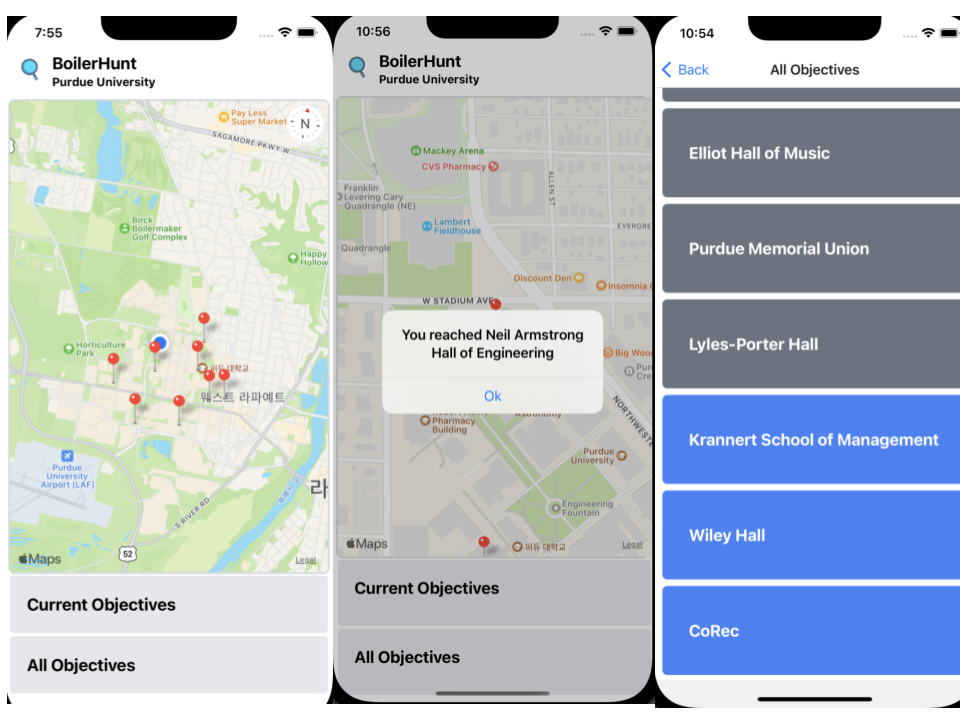 7:55
BoilerHunt
Purdue University
Pay Less
Super Market
N
SAGAMORE PKWY W
Birck
Boilermaker
Golf Complex
Happy
Hollow
Horticulture
Park
퍼듀 대학교
웨스트 라파예트
Purdue
University
Airport (LAF)
라
S RIVER RD
52
Maps
Legal
Current Objectives
All Objectives
10:56
BoilerHunt
Purdue University
Mackey Arena
CVS Pharmacy
ALLEN ST
Franklin
Levering Cary
Quadrangle (NE)
Lambert
Fieldhouse
EVERGRE
Quadrangle
Discount Den
Insomnia
W STADIUM AVE
You reached Neil Armstrong
Hall of Engineering
Ok
Big Woo
Pur
Cre
Pharmacy
Building
NORTHWESTE
Purdue
University
Engineering
Fountain
퍼듀 대학교
Maps
Legal
Current Objectives
All Objectives
10:54
Back
All Objectives
Elliot Hall of Music
Purdue Memorial Union
Lyles-Porter Hall
Krannert School of Management
Wiley Hall
CoRec